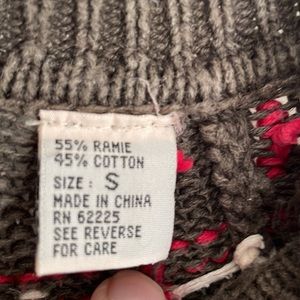 55% RAMIE
45% COTTON
SIZE: S
MADE IN CHINA
RN 62225
SEE REVERSE
FOR CARE